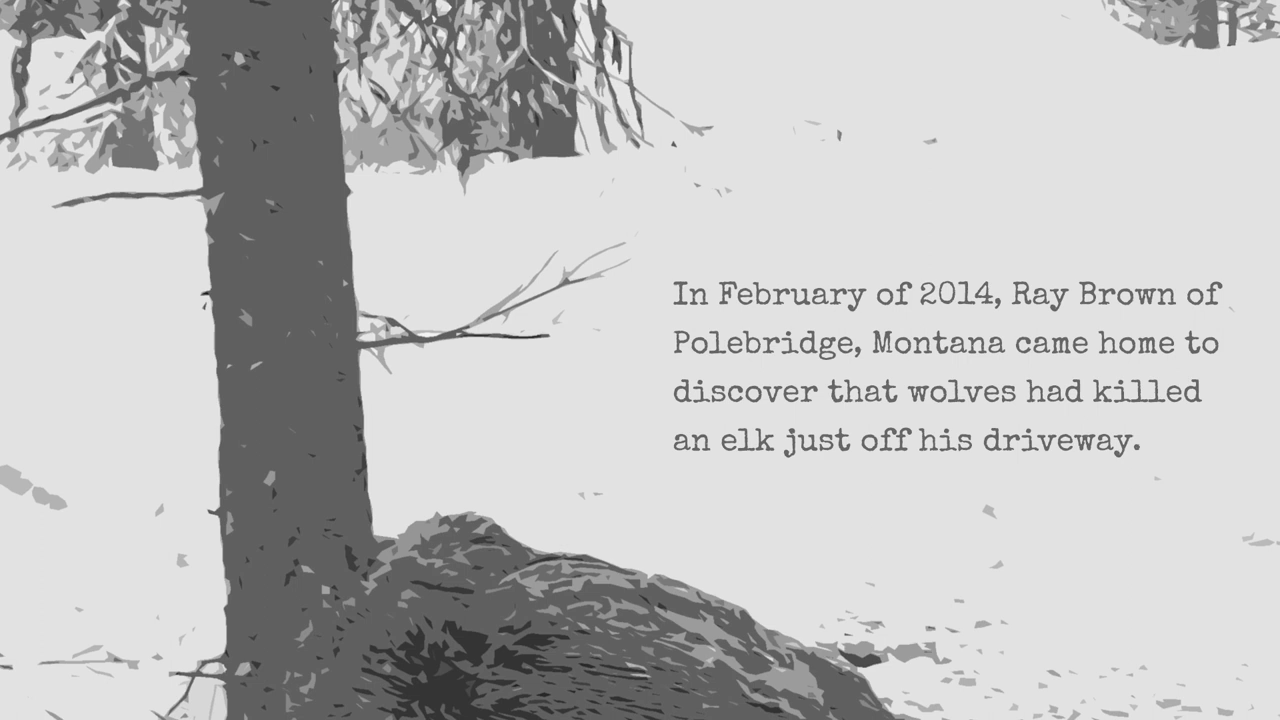 In February of 2014, Ray Brown of
Polebridge, Montana came home to
discover that wolves had killed
an elk just off his driveway.